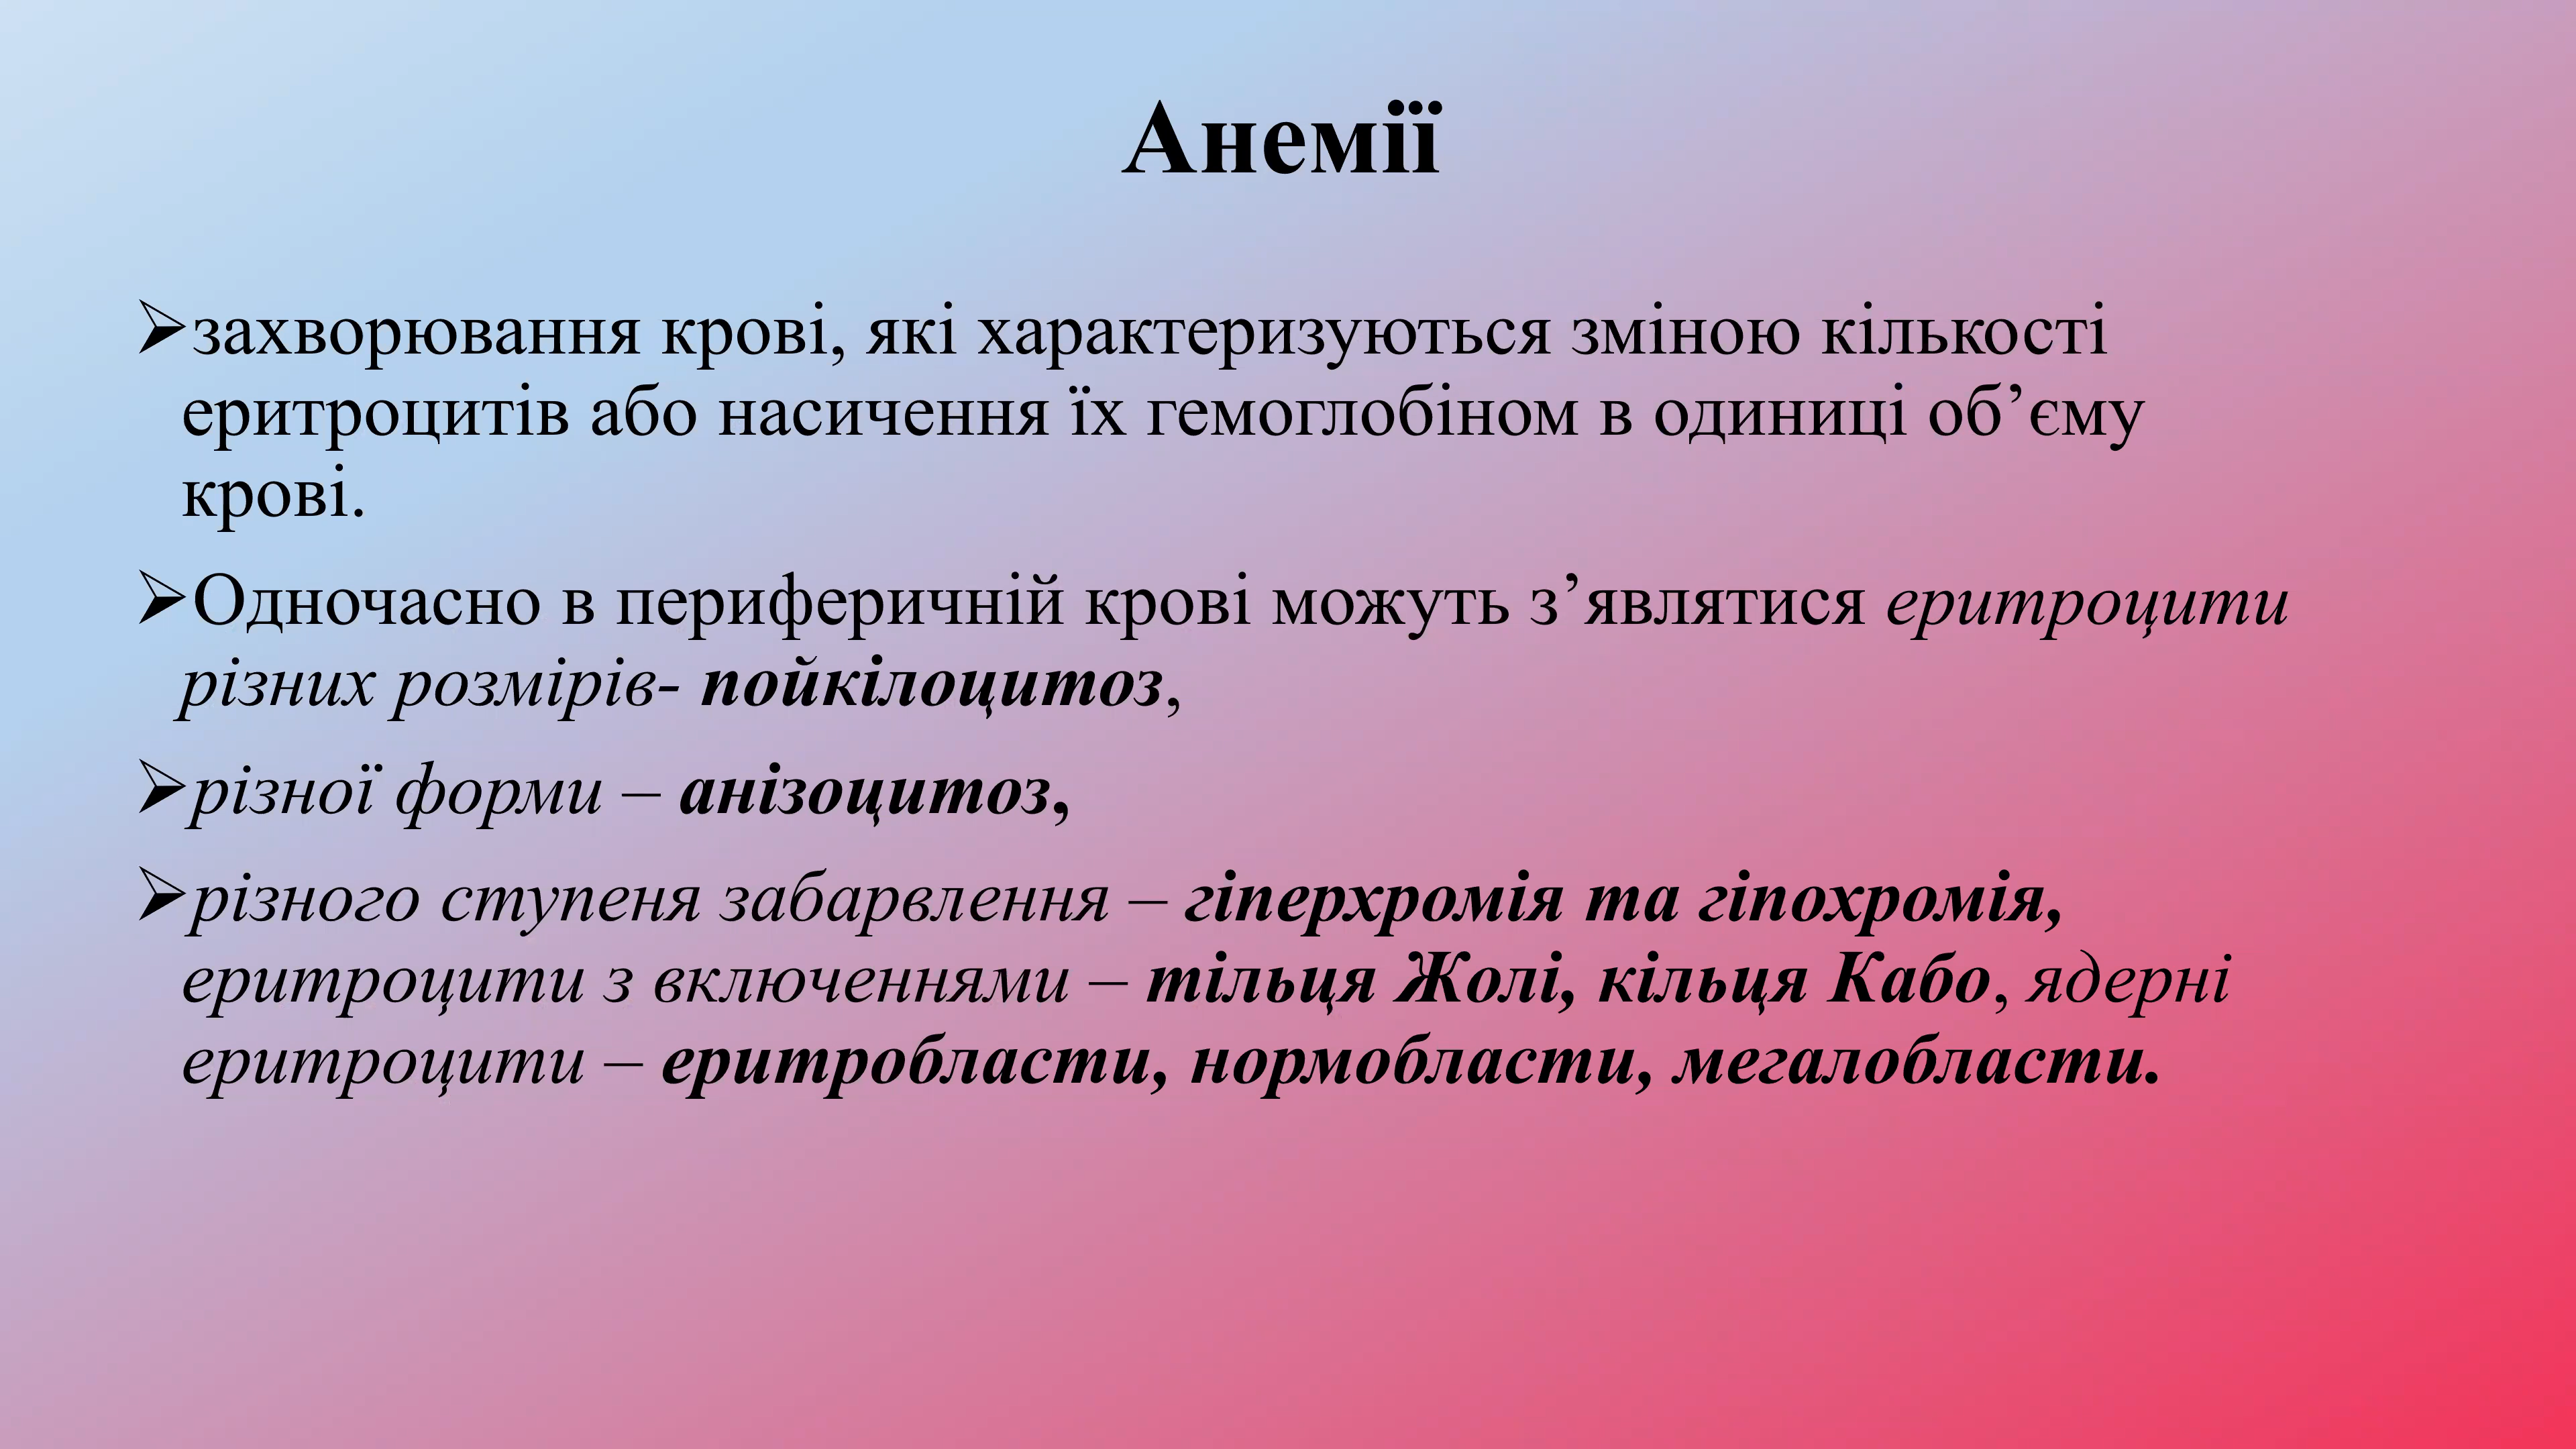 Анемії
➢захворювання крові, які характеризуються зміною кількості
еритроцитів або насичення їх гемоглобіном в одиниці об’єму
крові.
➢Одночасно в периферичній крові можуть з’являтися еритроцити
різних розмірів- пойкілоцитоз,
➢різної форми – анізоцитоз,
➢різного ступеня забарвлення – гіперхромія та гіпохромія,
еритроцити з включеннями – тільця Жолі, кільця Кабо, ядерні
еритроцити – еритробласти, нормобласти, мегалобласти.